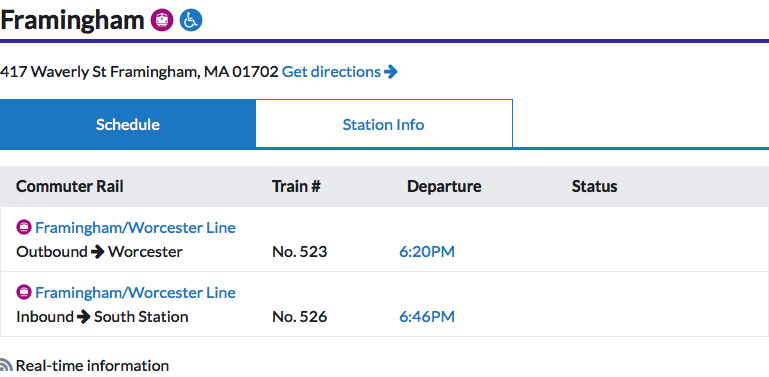 Framingham
417 Waverly St Framingham, MA 01702 Get directions
Schedule Station Info
Commuter Rail Train # Departure Status
Framingham/Worcester Line
Outbound → Worcester No. 523 6:20PM
Framingham/Worcester Line
Inbound → South Station No. 526 6:46PM
Real-time information